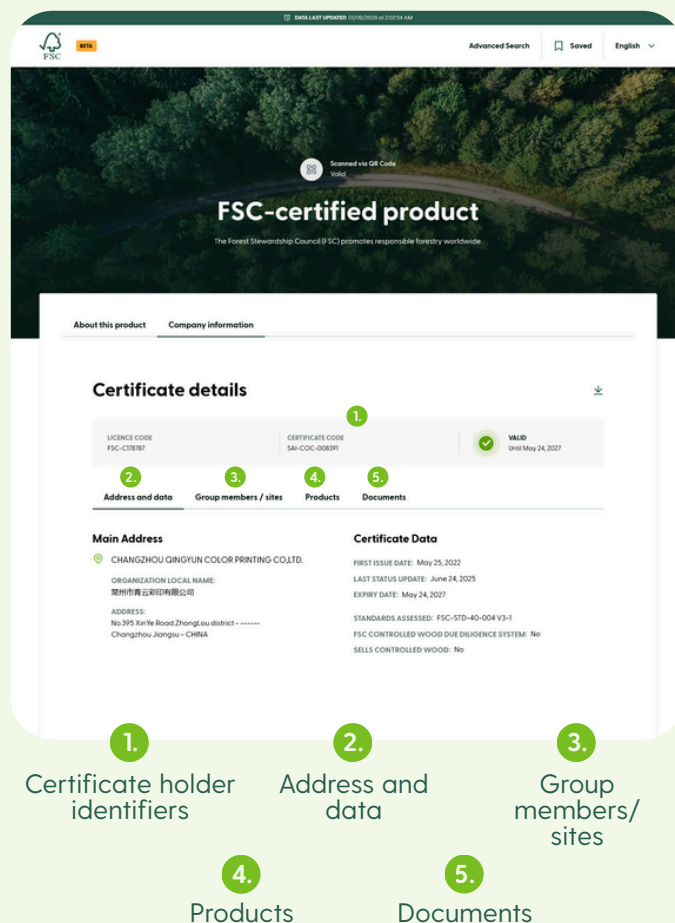 DATA LAST UPDATED 01/09/2026 at 2:02:54 AM
FSC
BETA
Advanced Search
Saved
English
Scanned via QR Code
Valid
FSC-certified product
The Forest Stewardship Council (FSC) promotes responsible forestry worldwide.
About this product
Company information
Certificate details
1.
LICENCE CODE
FSC-C178787
CERTIFICATE CODE
SAI-COC-008391
VALID
Until May 24, 2027
2.
3.
4.
5.
Address and data
Group members / sites
Products
Documents
Main Address
CHANGZHOU QINGYUN COLOR PRINTING CO.,LTD.
ORGANIZATION LOCAL NAME:
常州市青云彩印有限公司
ADDRESS:
No.395 XinYe Road ZhongLou district - ------
Changzhou Jiangsu - CHINA
Certificate Data
FIRST ISSUE DATE: May 25, 2022
LAST STATUS UPDATE: June 24, 2025
EXPIRY DATE: May 24, 2027
STANDARDS ASSESSED: FSC-STD-40-004 V3-1
FSC CONTROLLED WOOD DUE DILIGENCE SYSTEM: No
SELLS CONTROLLED WOOD: No
1.
Certificate holder
identifiers
2.
Address and
data
3.
Group
members/
sites
4.
Products
5.
Documents